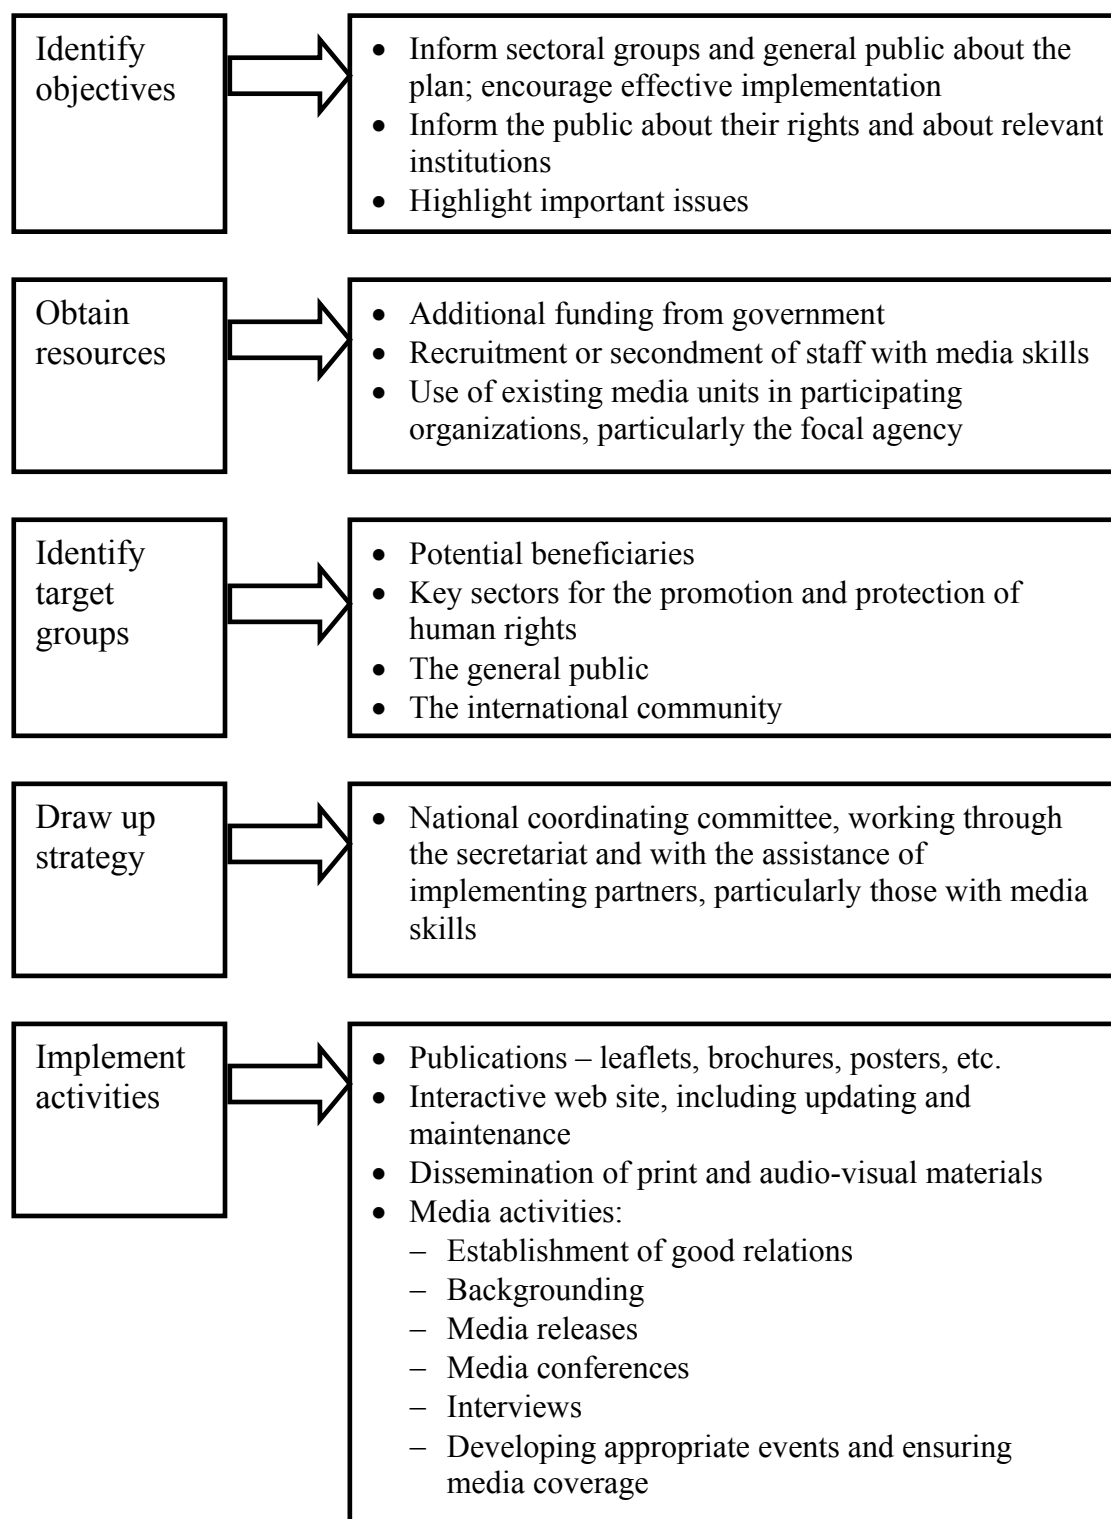 Identify
objectives
• Inform sectoral groups and general public about the
plan; encourage effective implementation
• Inform the public about their rights and about relevant
institutions
• Highlight important issues
Obtain
resources
• Additional funding from government
• Recruitment or secondment of staff with media skills
• Use of existing media units in participating
organizations, particularly the focal agency
Identify
target
groups
• Potential beneficiaries
• Key sectors for the promotion and protection of
human rights
• The general public
• The international community
Draw up
strategy
• National coordinating committee, working through
the secretariat and with the assistance of
implementing partners, particularly those with media
skills
Implement
activities
• Publications – leaflets, brochures, posters, etc.
• Interactive web site, including updating and
maintenance
• Dissemination of print and audio-visual materials
• Media activities:
– Establishment of good relations
– Backgrounding
– Media releases
– Media conferences
– Interviews
– Developing appropriate events and ensuring
media coverage